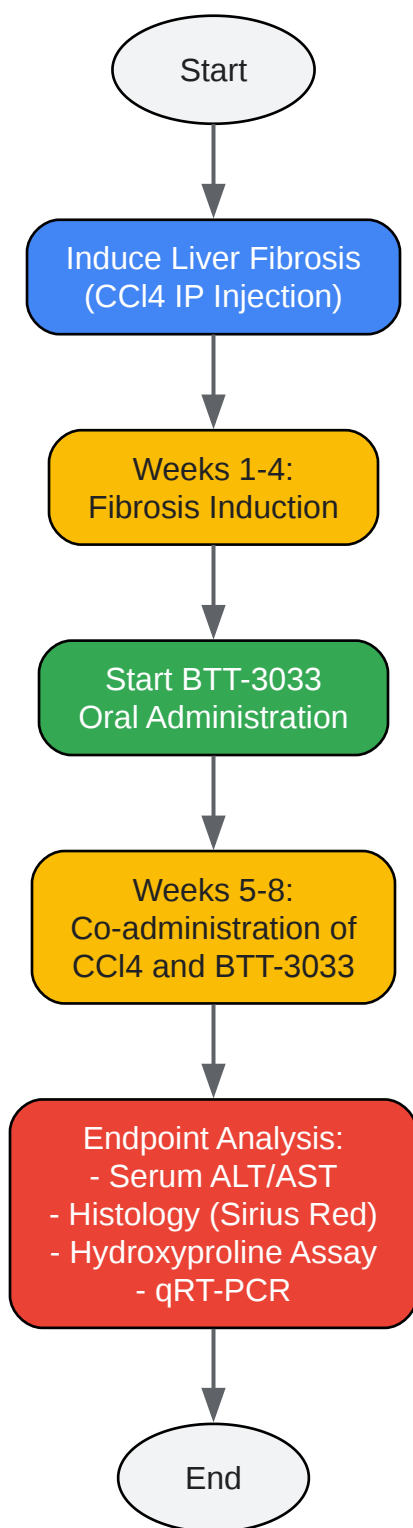 Start
Induce Liver Fibrosis
(CCl4 IP Injection)
Weeks 1-4:
Fibrosis Induction
Start BTT-3033
Oral Administration
Weeks 5-8:
Co-administration of
CCl4 and BTT-3033
Endpoint Analysis:
- Serum ALT/AST
- Histology (Sirius Red)
- Hydroxyproline Assay
- qRT-PCR
End